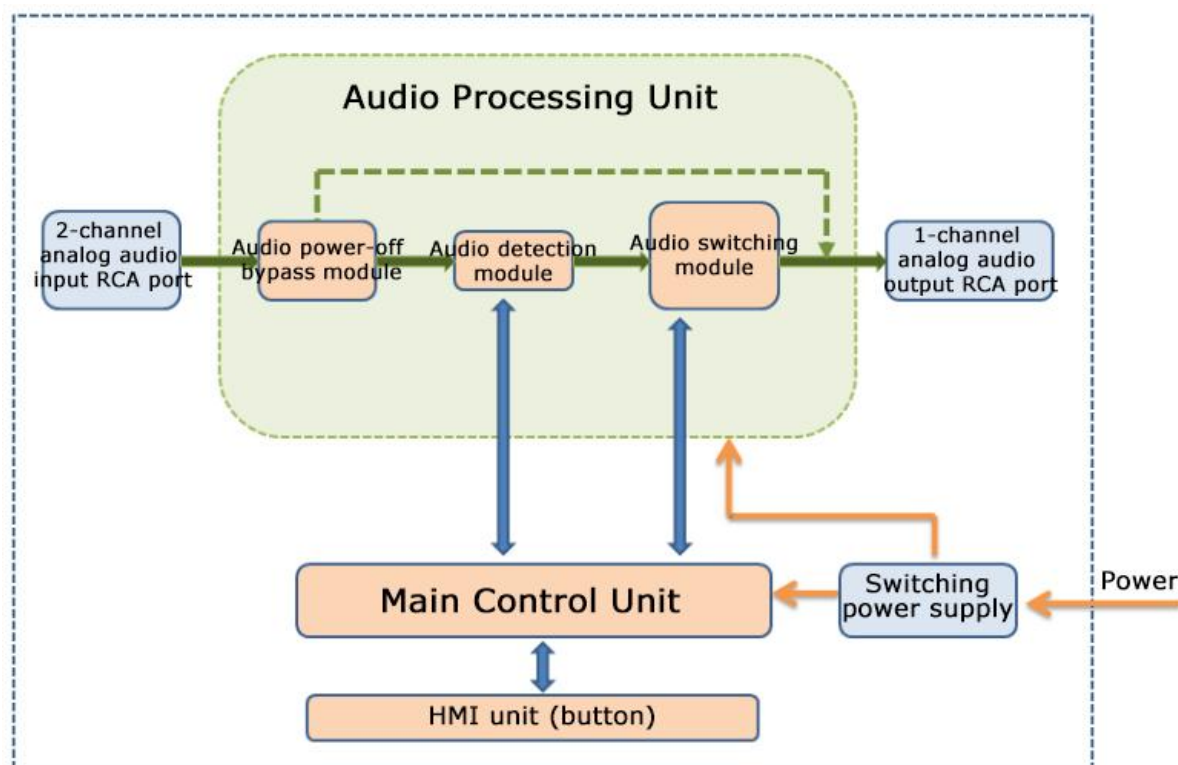 Audio Processing Unit
2-channel
analog audio
input RCA port
Audio power-off
bypass module
Audio detection
module
Audio switching
module
1-channel
analog audio
output RCA port
Main Control Unit
Switching
power supply
Power
HMI unit (button)